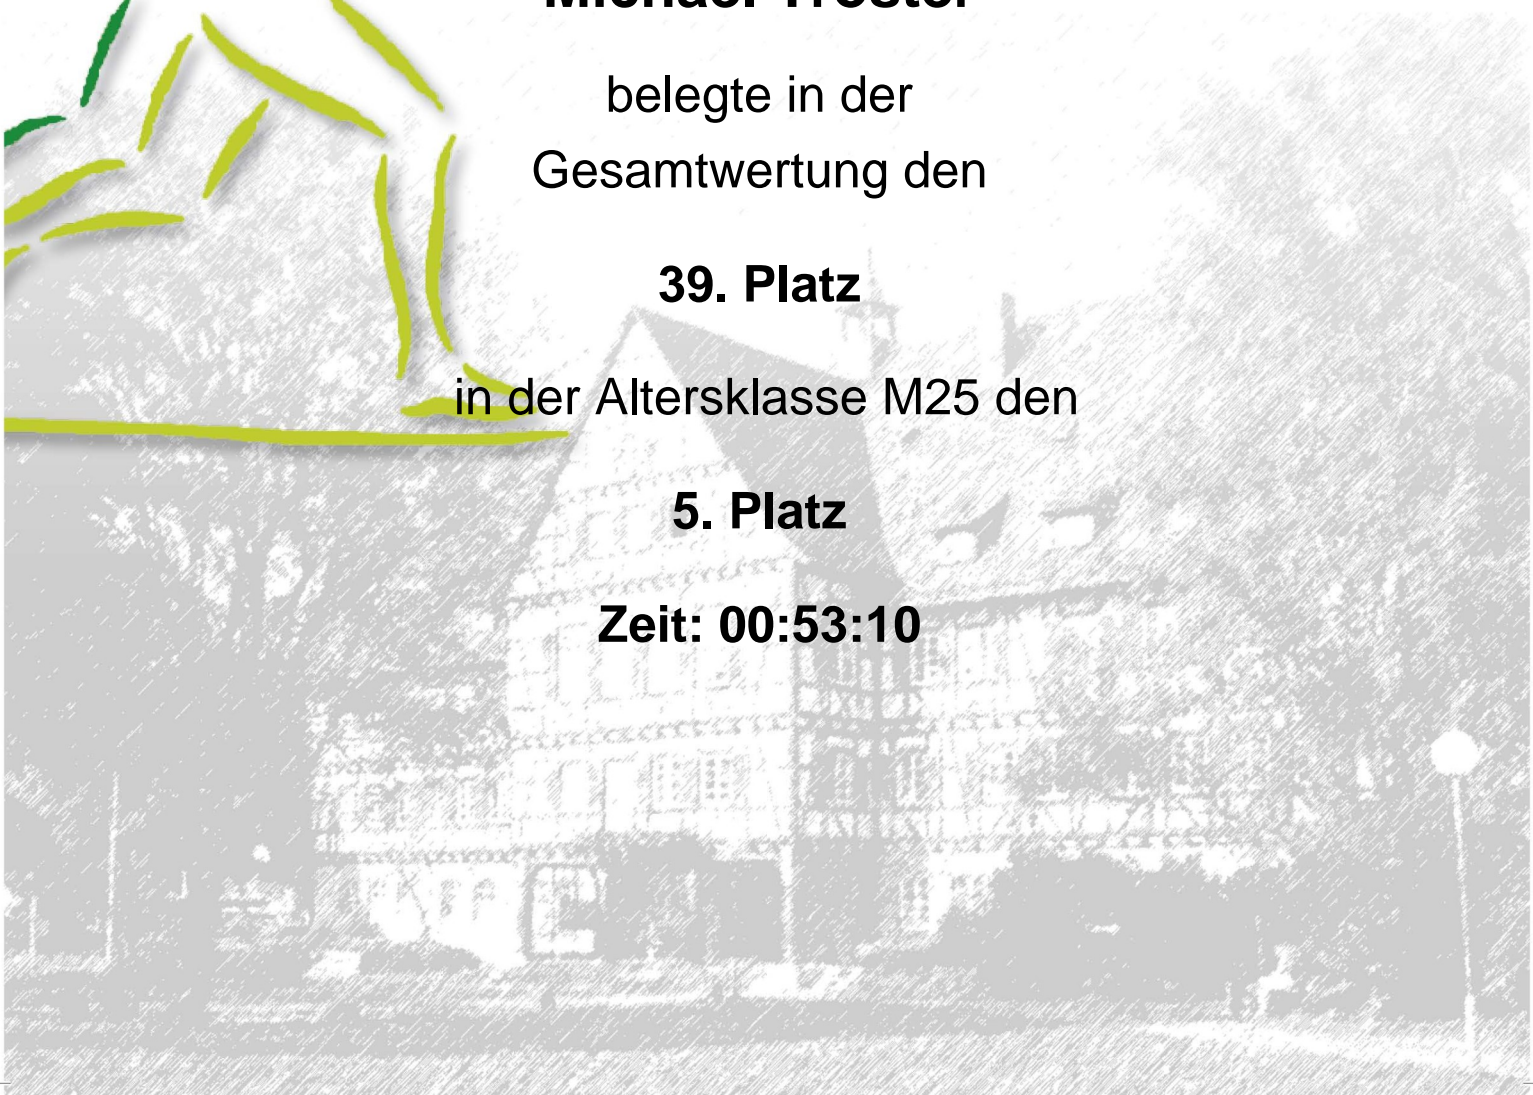 belegte in der
Gesamtwertung den
39. Platz
in der Altersklasse M25 den
5. Platz
Zeit: 00:53:10